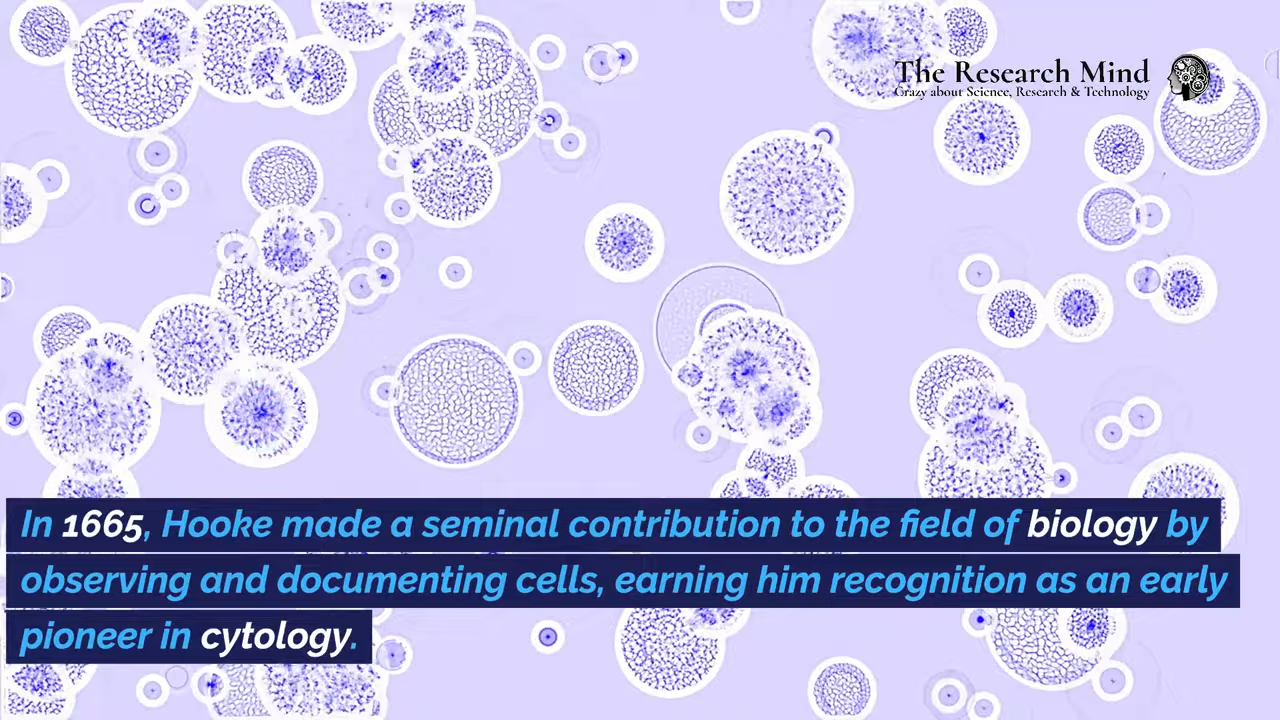 The Research Mind
Crazy about Science, Research & Technology
In 1665, Hooke made a seminal contribution to the field of biology by
observing and documenting cells, earning him recognition as an early
pioneer in cytology.